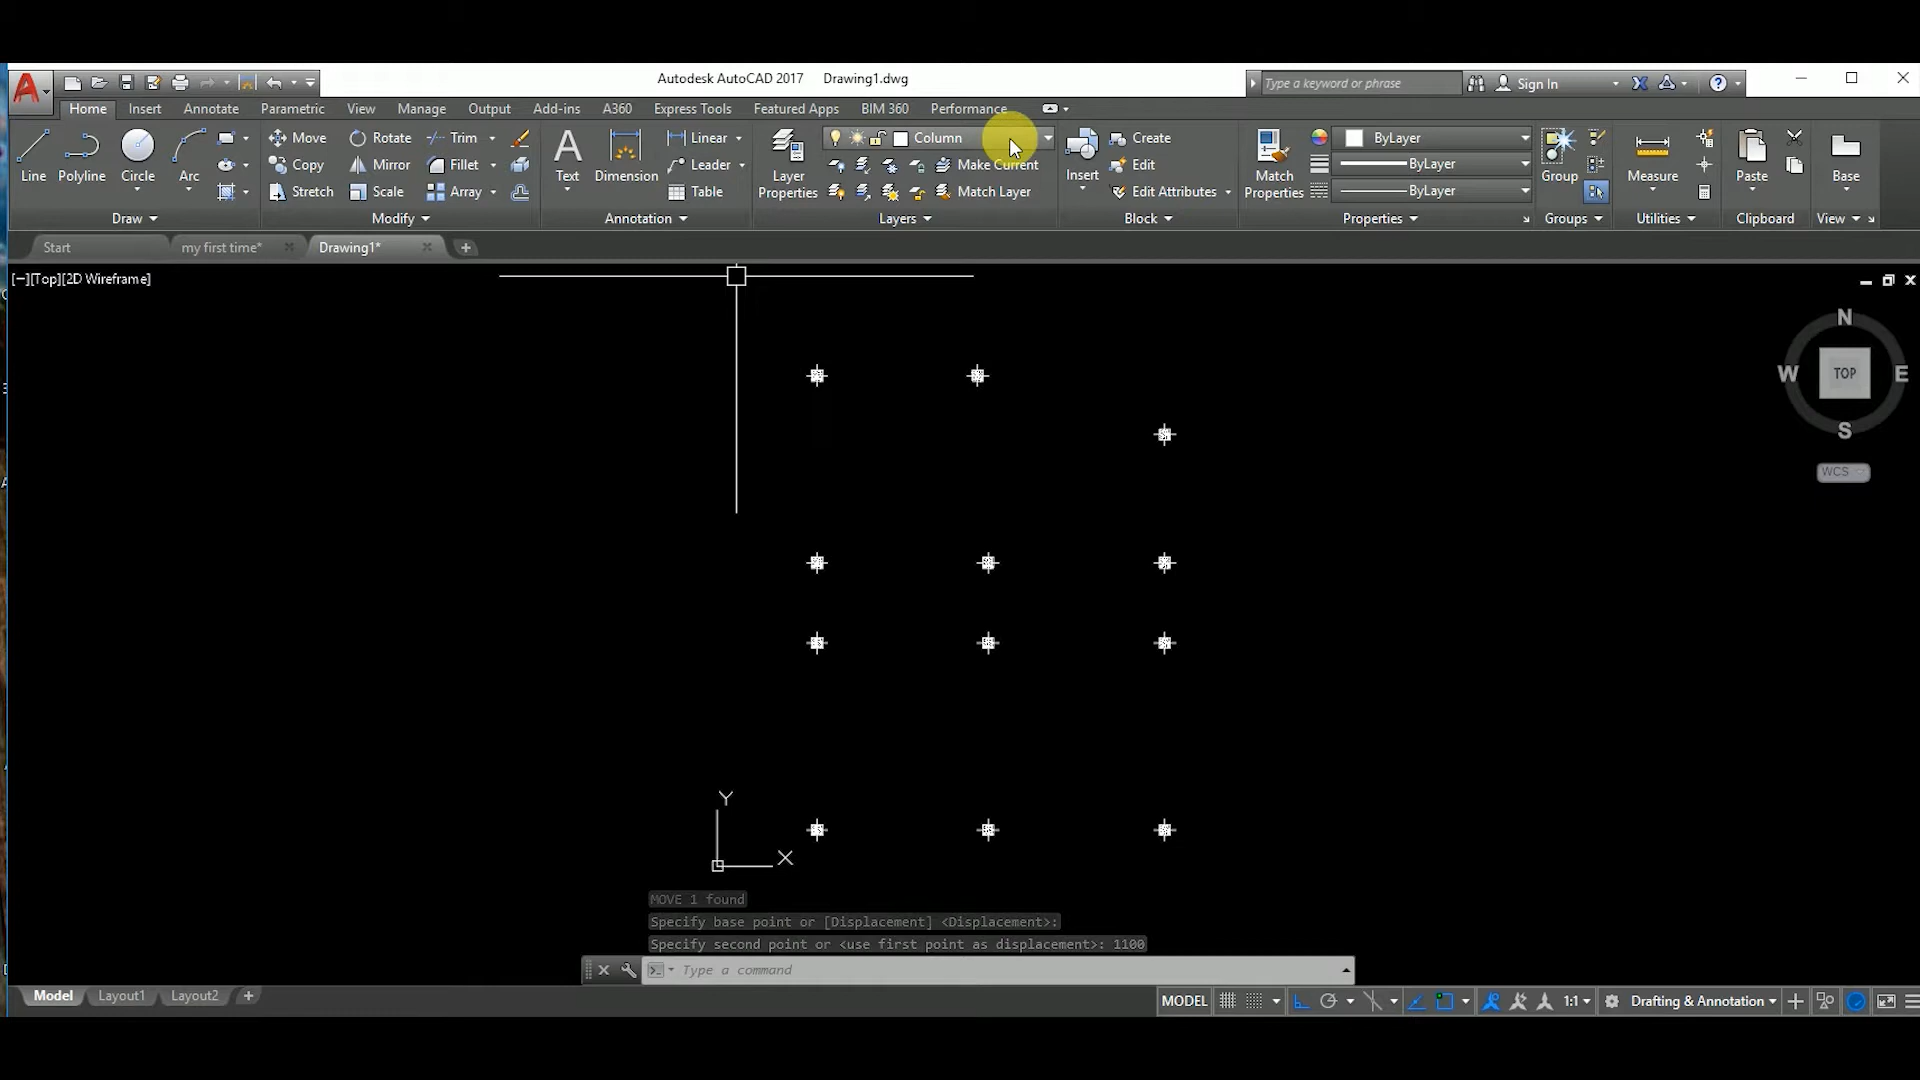 Autodesk AutoCAD 2017 Drawing1.dwg
Type a keyword or phrase
Sign In
Home Insert Annotate Parametric View Manage Output Add-ins A360 Express Tools Featured Apps BIM 360 Performance
Line Polyline Circle Arc
Move Rotate Trim
Copy Mirror Fillet
Stretch Scale Array
Text Dimension
Linear
Leader
Table
Layer Properties
Column
Make Current
Match Layer
Insert
Create
Edit
Edit Attributes
Match Properties
ByLayer
ByLayer
ByLayer
Group
Measure
Paste
Base
Draw Modify Annotation Layers Block Properties Groups Utilities Clipboard View
Start my first time* Drawing1*
[−][Top][2D Wireframe]
N
W TOP E
S
WCS
Y
X
MOVE 1 found
Specify base point or [Displacement] <Displacement>:
Specify second point or <use first point as displacement>: 1100
Type a command
Model Layout1 Layout2
MODEL 1:1 Drafting & Annotation